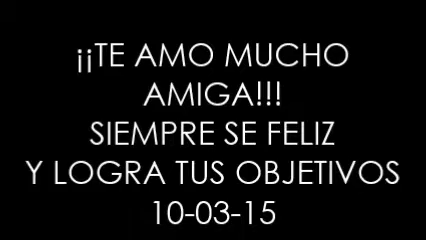 ¡¡TE AMO MUCHO
AMIGA!!!
SIEMPRE SE FELIZ
Y LOGRA TUS OBJETIVOS
10-03-15